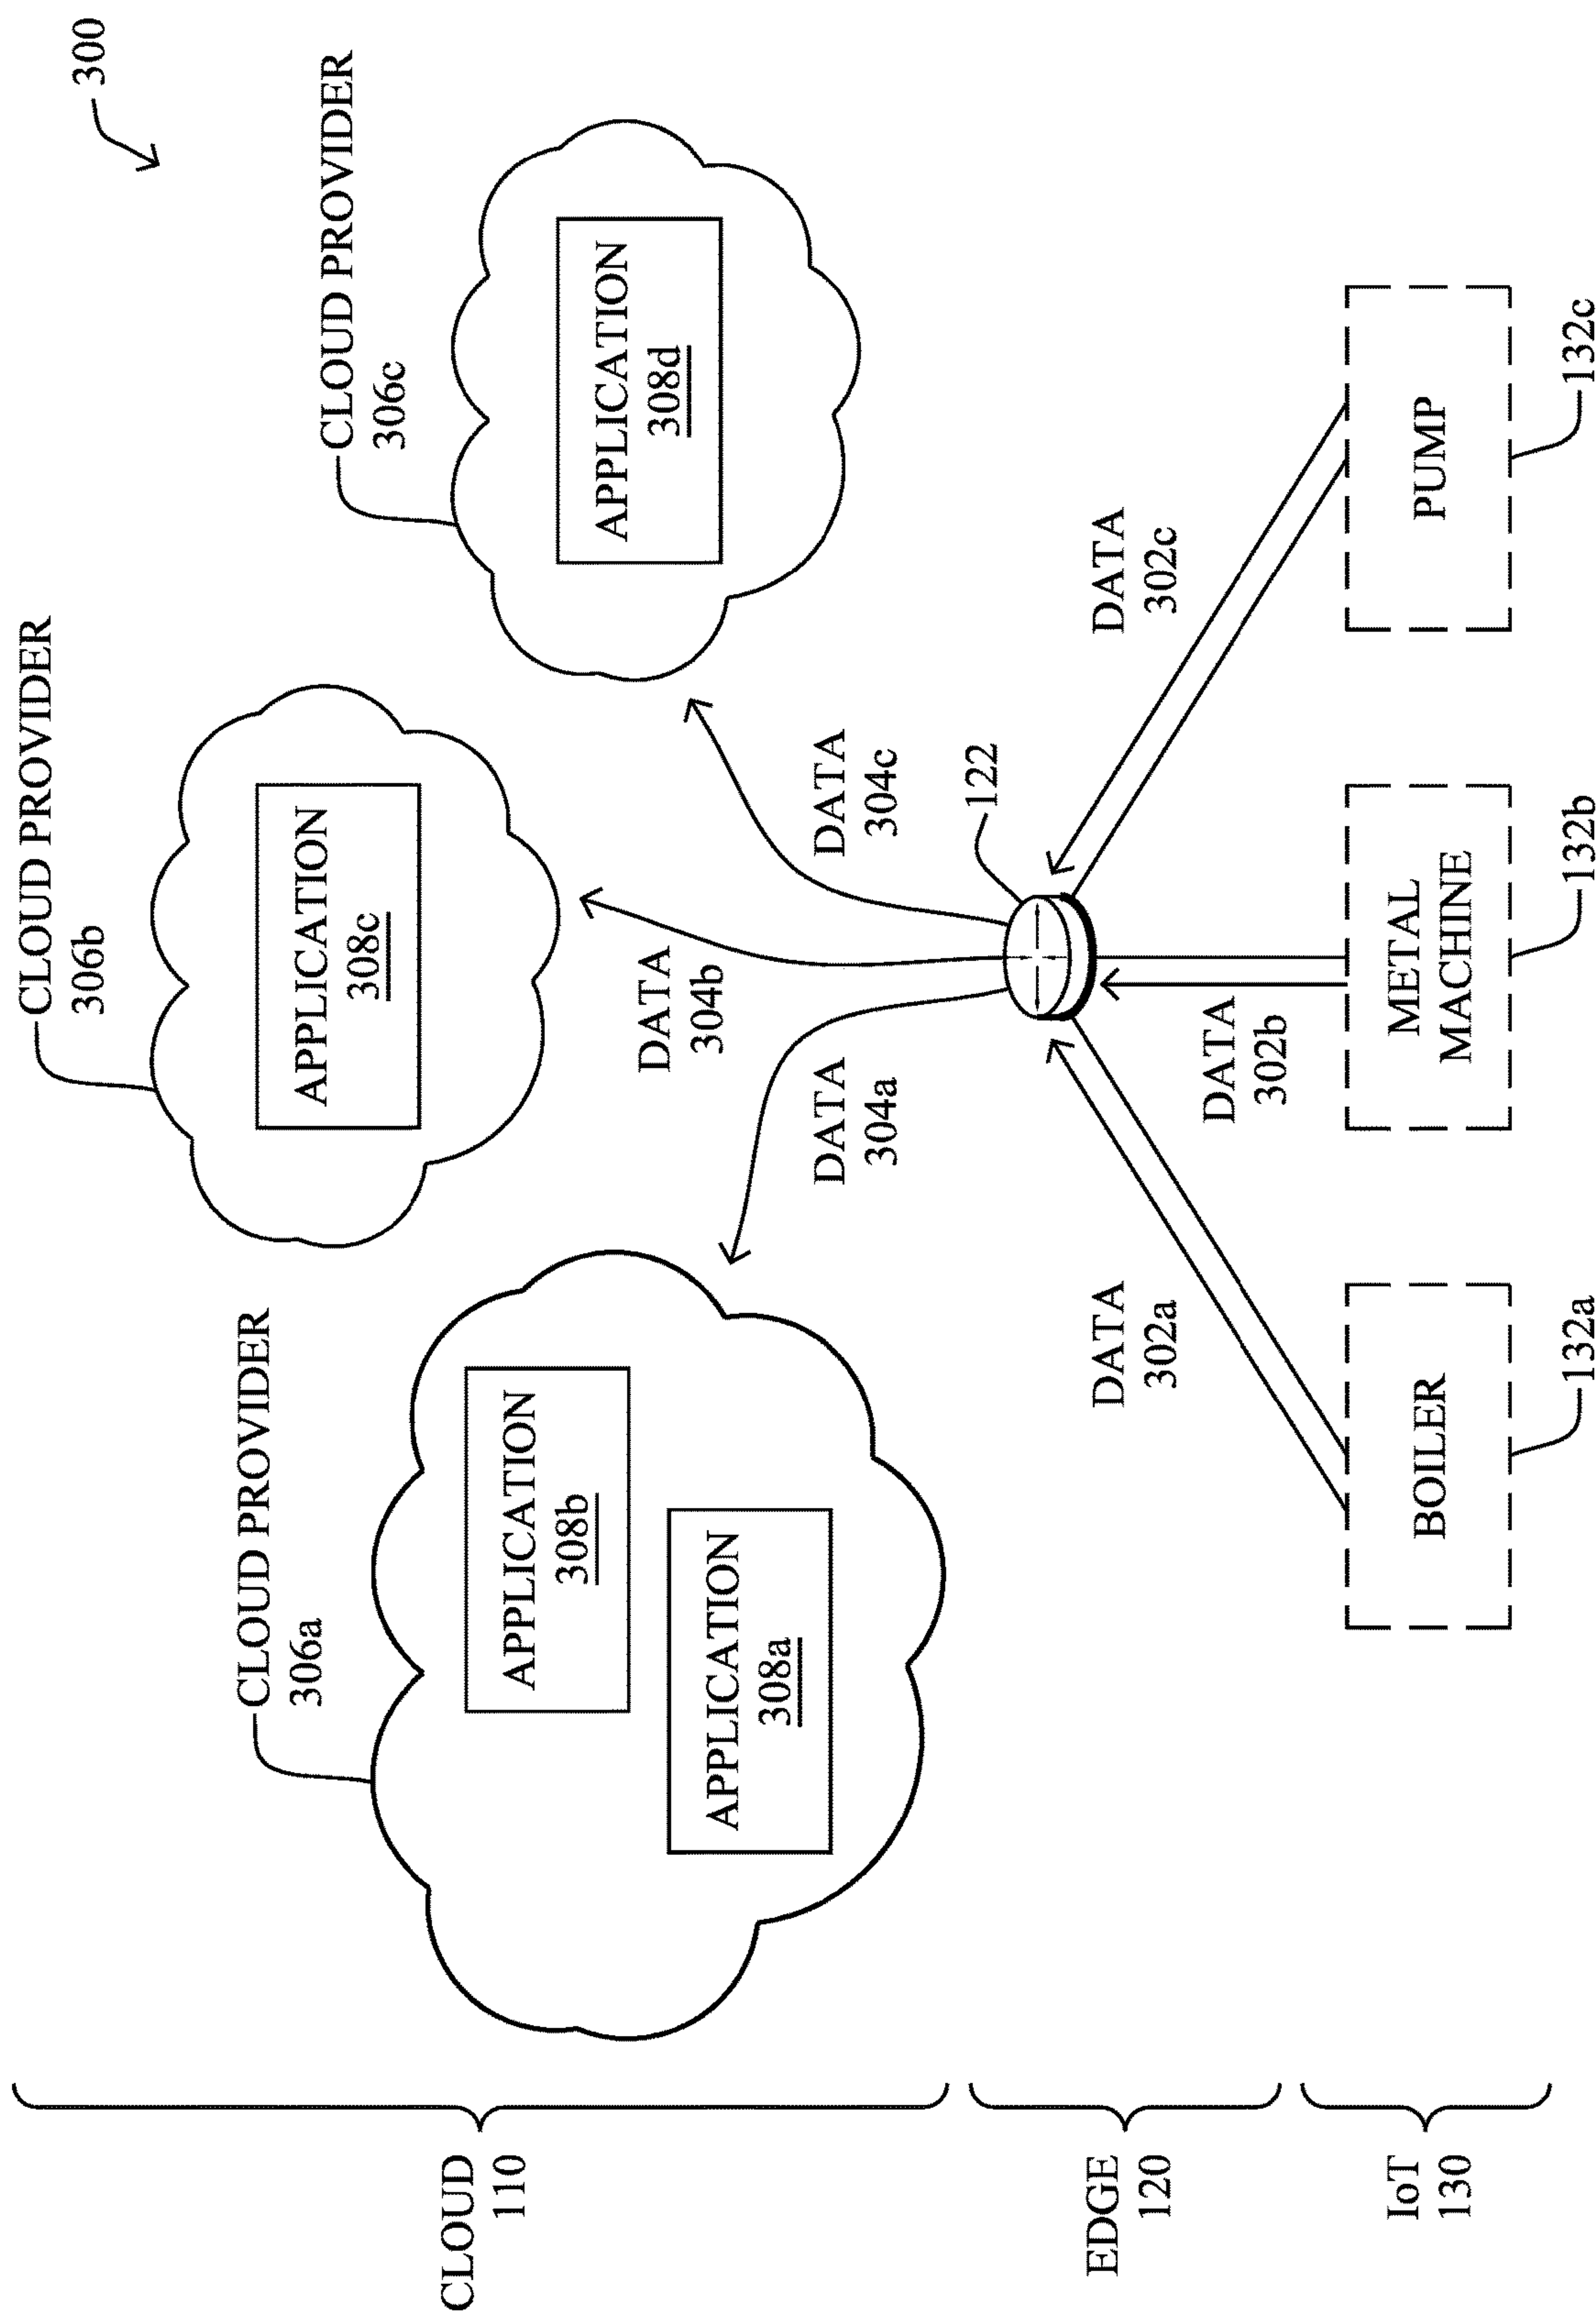 300
CLOUD PROVIDER
306b
CLOUD PROVIDER
306a
CLOUD PROVIDER
306c
APPLICATION
308c
APPLICATION
308b
APPLICATION
308d
APPLICATION
308a
CLOUD
110
DATA
304b
DATA
304a
DATA
304c
122
EDGE
120
DATA
302a
DATA
302b
DATA
302c
IoT
130
BOILER
METAL
MACHINE
PUMP
132a
132b
132c